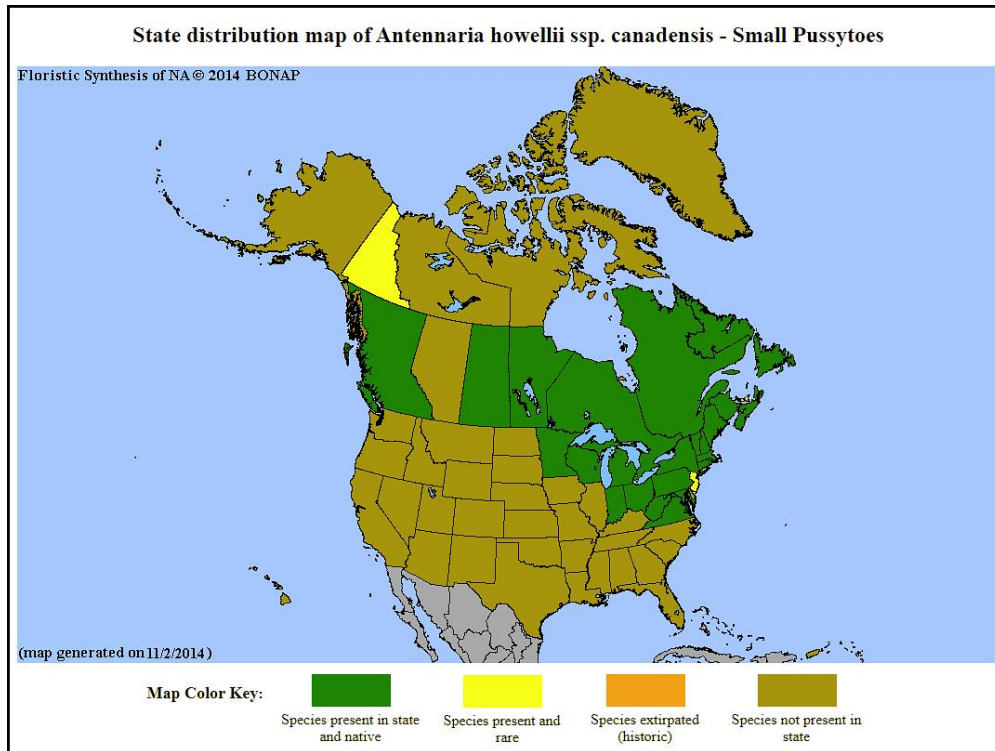 State distribution map of Antennaria howellii ssp. canadensis - Small Pussytoes
Floristic Synthesis of NA © 2014 BONAP
(map generated on 11/2/2014)
Map Color Key:
Species present in state
and native
Species present and
rare
Species extirpated
(historic)
Species not present in
state